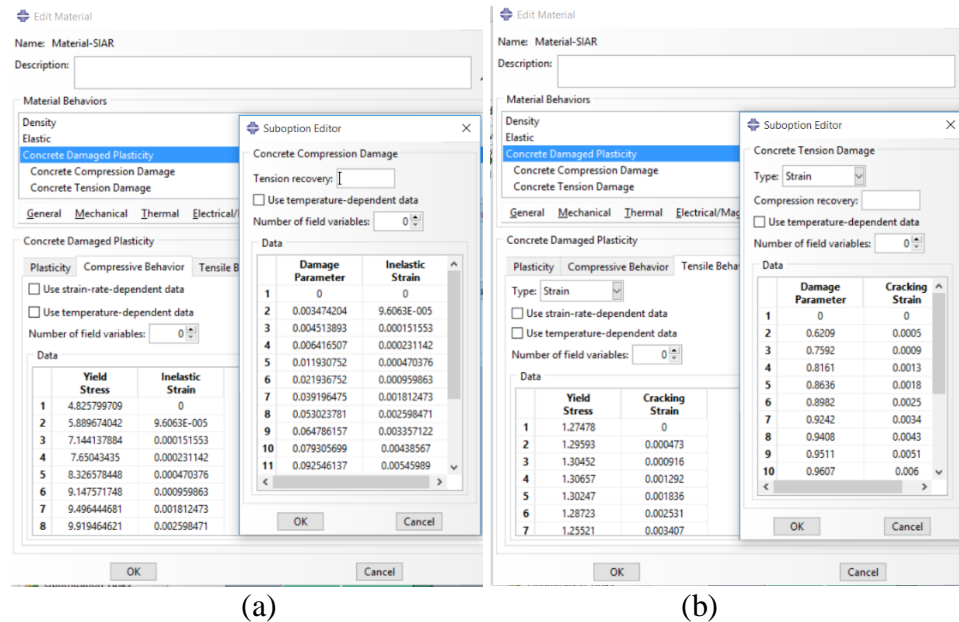 Edit Material
Name: Material-SIAR
Description:
Material Behaviors
Density
Elastic
Concrete Damaged Plasticity
Concrete Compression Damage
Concrete Tension Damage
General Mechanical Thermal Electrical/
Concrete Damaged Plasticity
Plasticity Compressive Behavior Tensile B
Use strain-rate-dependent data
Use temperature-dependent data
Number of field variables: 0
Data
Yield Inelastic
Stress Strain
1 4.825799709 0
2 5.889674042 9.6063E-005
3 7.144137884 0.000151553
4 7.65043435 0.000231142
5 8.326578448 0.000470376
6 9.147571748 0.000959863
7 9.496444681 0.001812473
8 9.919464621 0.002598471
OK Cancel
Suboption Editor
Concrete Compression Damage
Tension recovery:
Use temperature-dependent data
Number of field variables: 0
Data
Damage Inelastic
Parameter Strain
1 0 0
2 0.003474204 9.6063E-005
3 0.004513893 0.000151553
4 0.006416507 0.000231142
5 0.011930752 0.000470376
6 0.021936752 0.000959863
7 0.039196475 0.001812473
8 0.053023781 0.002598471
9 0.064786157 0.003357122
10 0.079305699 0.00438567
11 0.092546137 0.00545989
OK Cancel
(a)
Edit Material
Name: Material-SIAR
Description:
Material Behaviors
Density
Elastic
Concrete Damaged Plasticity
Concrete Compression Damage
Concrete Tension Damage
General Mechanical Thermal Electrical/Mag
Concrete Damaged Plasticity
Plasticity Compressive Behavior Tensile Beha
Type: Strain
Use strain-rate-dependent data
Use temperature-dependent data
Number of field variables: 0
Data
Yield Cracking
Stress Strain
1 1.27478 0
2 1.29593 0.000473
3 1.30452 0.000916
4 1.30657 0.001292
5 1.30247 0.001836
6 1.28723 0.002531
7 1.25521 0.003407
OK Cancel
Suboption Editor
Concrete Tension Damage
Type: Strain
Compression recovery:
Use temperature-dependent data
Number of field variables: 0
Data
Damage Cracking
Parameter Strain
1 0 0
2 0.6209 0.0005
3 0.7592 0.0009
4 0.8161 0.0013
5 0.8636 0.0018
6 0.8982 0.0025
7 0.9242 0.0034
8 0.9408 0.0043
9 0.9511 0.0051
10 0.9607 0.006
OK Cancel
(b)